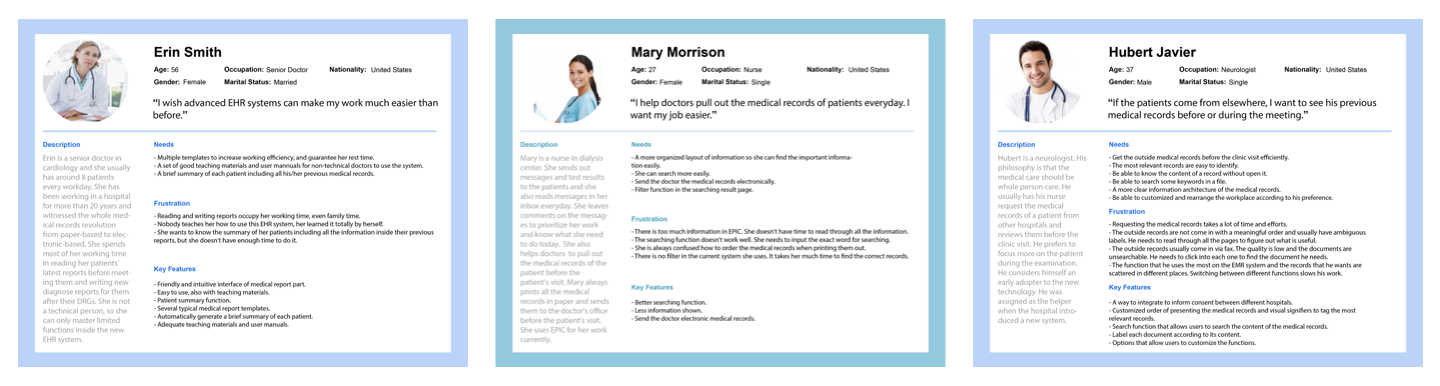 Erin Smith
Age: 56 Occupation: Senior Doctor Nationality: United States
Gender: Female Marital Status: Married
“I wish advanced EHR systems can make my work much easier than
before.”
Description
Erin is a senior doctor in
cardiology and she usually
has around 8 patients
every workday. She has
been working in a hospital
for more than 20 years and
witnessed the whole med-
ical records revolution
from paper-based to elec-
tronic-based. She spends
most of her working time
in reading her patients'
latest reports before meet-
ing them and writing new
diagnose reports for them
after their DRGs. She is not
a technical person, so she
can only master limited
functions inside the new
EHR system.
Needs
- Multiple templates to increase working efficiency, and guarantee her rest time.
- A set of good teaching materials and user manuals for non-technical doctors to use the system.
- A brief summary of each patient including all his/her previous medical records.
Frustration
- Reading and writing reports occupy her working time, even family time.
- Nobody teaches her how to use this EHR system, her learned it totally by herself.
- She wants to know the summary of her patients including all the information inside their previous
reports, but she doesn't have enough time to do it.
Key Features
- Friendly and intuitive interface of medical report part.
- Easy to use, also with teaching materials.
- Patient summary function.
- Several typical medical report templates.
- Automatically generate a brief summary of each patient.
- Adequate teaching materials and user manuals.
Mary Morrison
Age: 27 Occupation: Nurse Nationality: United States
Gender: Female Marital Status: Single
“I help doctors pull out the medical records of patients everyday. I
want my job easier.”
Description
Mary is a nurse in dialysis
center. She sends out
messages and test results
to the patients and she
also reads messages in her
inbox everyday. She leaves
comments on the messag-
es to prioritize her work
and know what she need
to do today. She also
helps doctors to pull out
the medical records of the
patient before the
patient's visit. Mary always
prints all the medical
records in paper and sends
them to the doctor's office
before the patient's visit.
She uses EPIC for her work
currently.
Needs
- A more organized layout of information so she can find the important informa-
tion easily.
- She can search more easily.
- Send the doctor the medical records electronically.
- Filter function in the searching result page.
Frustration
- There is too much information in EPIC. She doesn't have time to read through all the information.
- The searching function doesn't work well. She needs to input the exact word for searching.
- She is always confused how to order the medical records when printing them out.
- There is no filter in the current system she uses. It takes her much time to find the correct records.
Key Features
- Better searching function.
- Less information shown.
- Send the doctor electronic medical records.
Hubert Javier
Age: 37 Occupation: Neurologist Nationality: United States
Gender: Male Marital Status: Single
“If the patients come from elsewhere, I want to see his previous
medical records before or during the meeting.”
Description
Hubert is a neurologist. His
philosophy is that the
medical care should be
whole person care. He
usually has his nurse
request the medical
records of a patient from
other hospitals and
reviews them before the
clinic visit. He prefers to
focus more on the patient
during the examination.
He considers himself an
early adopter to the new
technology. He was
assigned as the helper
when the hospital intro-
duced a new system.
Needs
- Get the outside medical records before the clinic visit efficiently.
- The most relevant records are easy to identify.
- Be able to know the content of a record without open it.
- Be able to search some keywords in a file.
- A more clear information architecture of the medical records.
- Be able to customized and rearrange the workplace according to his preference.
Frustration
- Requesting the medical records takes a lot of time and efforts.
- The outside records are not come in with a meaningful order and usually have ambiguous
labels. He needs to read through all the pages to figure out what is useful.
- The outside records usually come in via fax. The quality is low and the documents are
unsearchable. He needs to click into each one to find the document he needs.
- The function that he uses the most on the EMR system and the records that he wants are
scattered in different places. Switching between different functions slows his work.
Key Features
- A way to integrate to inform consent between different hospitals.
- Customized order of presenting the medical records and visual signifiers to tag the most
relevant records.
- Search function that allows users to search the content of the medical records.
- Label each document according to its content.
- Options that allow users to customize the functions.